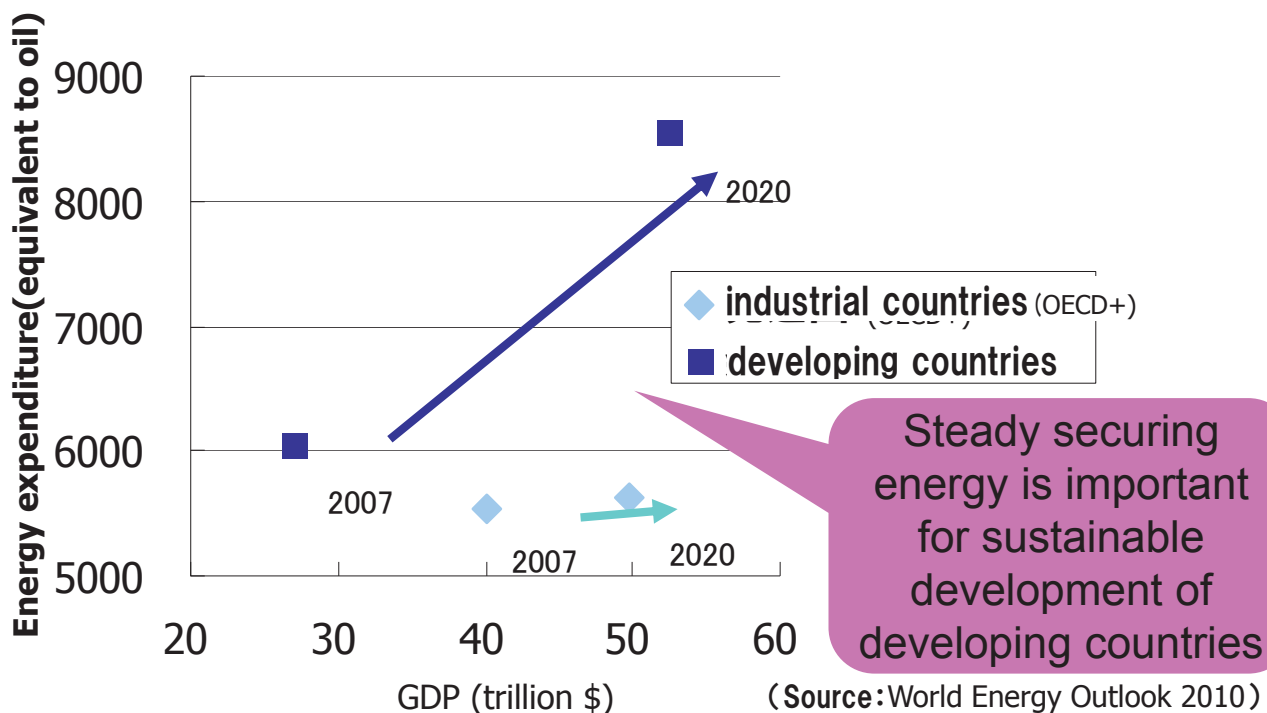 Energy expenditure(equivalent to oil)
9000
8000
7000
6000
5000
20 30 40 50 60
GDP (trillion $)
2020
2007
2007
2020
industrial countries (OECD+)
(OECD+)
developing countries
Steady securing
energy is important
for sustainable
development of
developing countries
(Source:World Energy Outlook 2010)